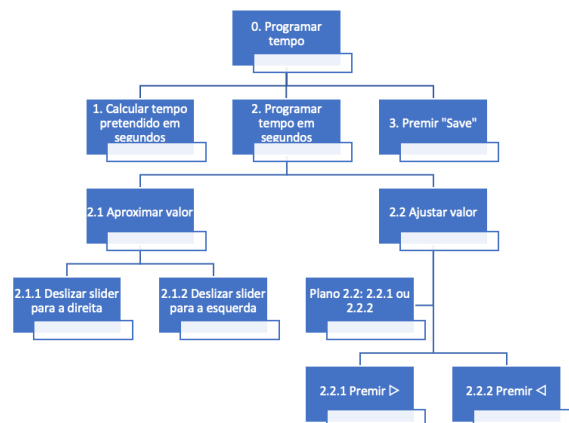 0. Programar
tempo
1. Calcular tempo
pretendido em
segundos
2. Programar
tempo em
segundos
3. Premir "Save"
2.1 Aproximar valor
2.2 Ajustar valor
2.1.1 Deslizar slider
para a direita
2.1.2 Deslizar slider
para a esquerda
Plano 2.2: 2.2.1 ou
2.2.2
2.2.1 Premir ▷
2.2.2 Premir ◁